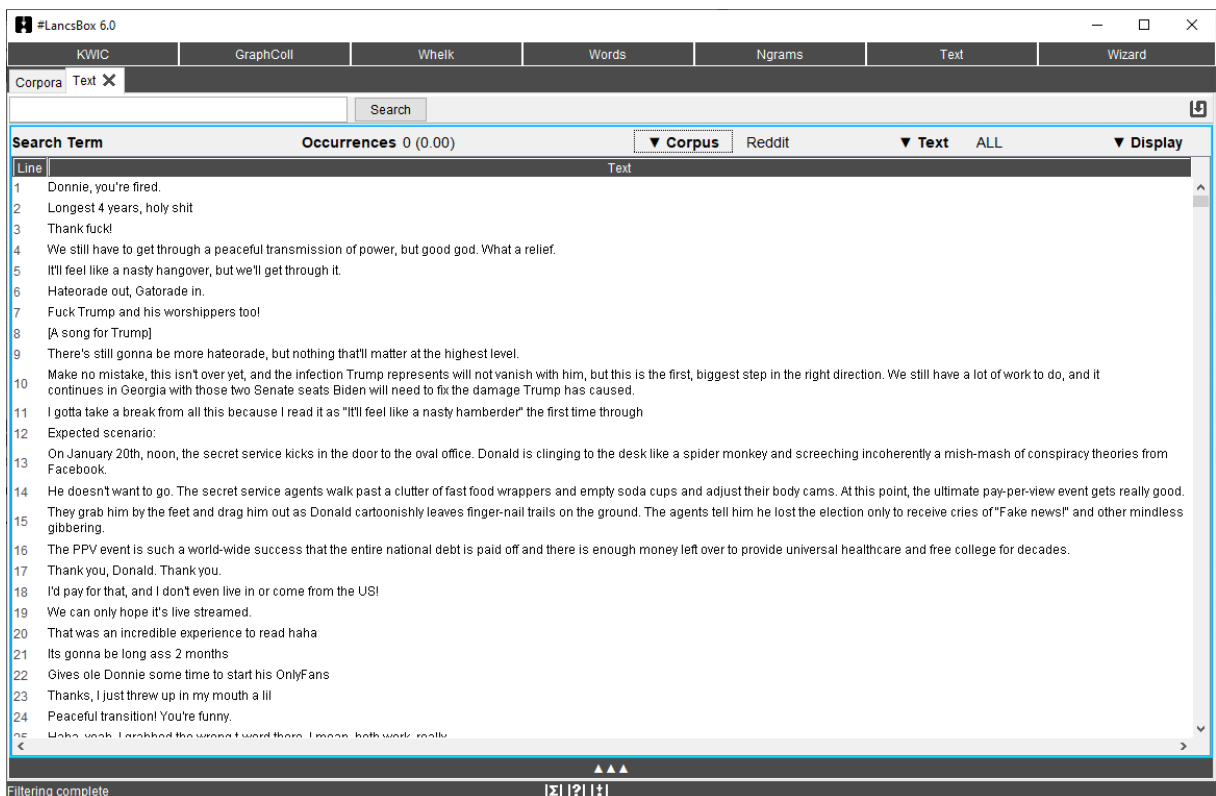 #LancsBox 6.0
KWIC GraphColl Whelk Words Ngrams Text Wizard
Corpora Text
Search
Search Term Occurrences 0 (0.00) ▼ Corpus Reddit ▼ Text ALL ▼ Display
Line Text
1 Donnie, you're fired.
2 Longest 4 years, holy shit
3 Thank fuck!
4 We still have to get through a peaceful transmission of power, but good god. What a relief.
5 It'll feel like a nasty hangover, but we'll get through it.
6 Hateorade out, Gatorade in.
7 Fuck Trump and his worshippers too!
8 [A song for Trump]
9 There's still gonna be more hateorade, but nothing that'll matter at the highest level.
10 Make no mistake, this isn't over yet, and the infection Trump represents will not vanish with him, but this is the first, biggest step in the right direction. We still have a lot of work to do, and it
continues in Georgia with those two Senate seats Biden will need to fix the damage Trump has caused.
11 I gotta take a break from all this because I read it as "It'll feel like a nasty hamberder" the first time through
12 Expected scenario:
13 On January 20th, noon, the secret service kicks in the door to the oval office. Donald is clinging to the desk like a spider monkey and screeching incoherently a mish-mash of conspiracy theories from
Facebook.
14 He doesn't want to go. The secret service agents walk past a clutter of fast food wrappers and empty soda cups and adjust their body cams. At this point, the ultimate pay-per-view event gets really good.
15 They grab him by the feet and drag him out as Donald cartoonishly leaves finger-nail trails on the ground. The agents tell him he lost the election only to receive cries of "Fake news!" and other mindless
gibbering.
16 The PPV event is such a world-wide success that the entire national debt is paid off and there is enough money left over to provide universal healthcare and free college for decades.
17 Thank you, Donald. Thank you.
18 I'd pay for that, and I don't even live in or come from the US!
19 We can only hope it's live streamed.
20 That was an incredible experience to read haha
21 Its gonna be long ass 2 months
22 Gives ole Donnie some time to start his OnlyFans
23 Thanks, I just threw up in my mouth a lil
24 Peaceful transition! You're funny.
25 Haha, yeah, I grabbed the wrong t word there. I mean, both work, really
▲▲▲
Filtering complete |Σ| |?| |‡|